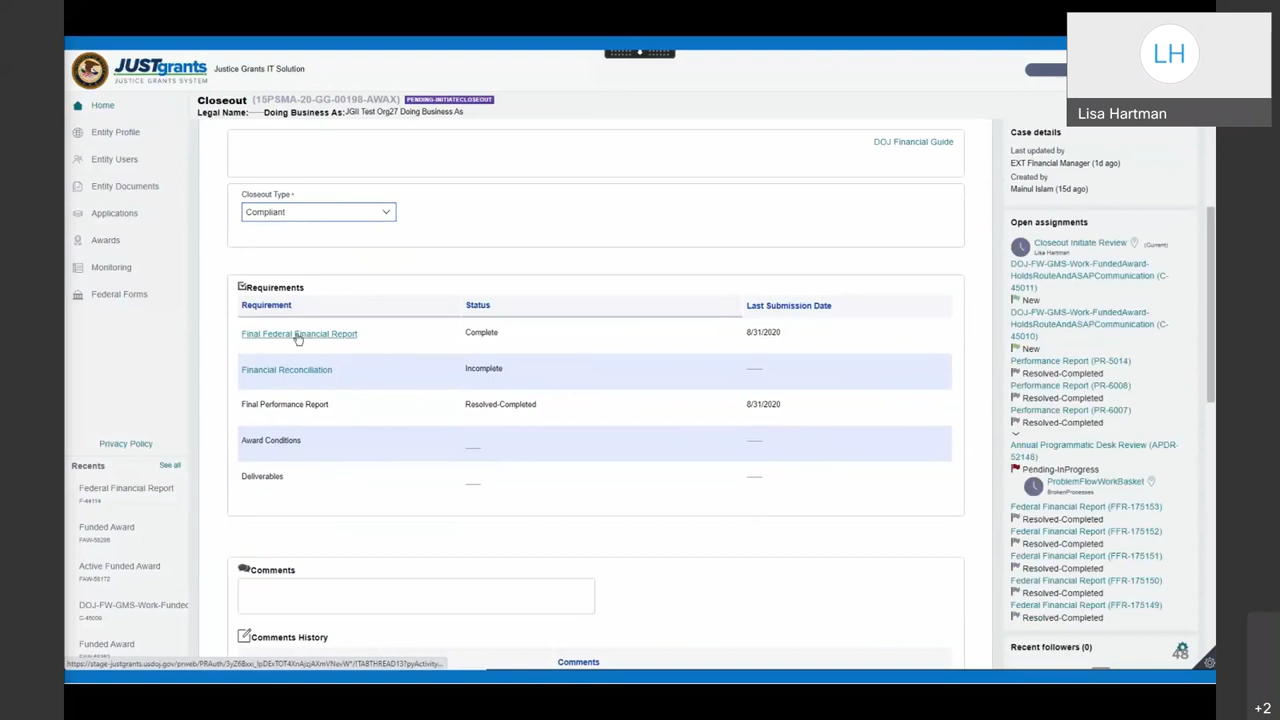 LH
Lisa Hartman
JUSTgrants
JUSTICE GRANTS SYSTEM
Justice Grants IT Solution
Home
Entity Profile
Entity Users
Entity Documents
Applications
Awards
Monitoring
Federal Forms
Privacy Policy
Recents See all
Federal Financial Report
F-44114
Funded Award
Active Funded Award
FAW-58172
DOJ-FW-GMS-Work-Funded
C-45009
Funded Award
Closeout (15PSMA-20-GG-00198-AWAX) PENDING-INITIATECLOSEOUT
Legal Name: Doing Business As: JGII Test Org27 Doing Business As
DOJ Financial Guide
Closeout Type *
Compliant
Requirements
Requirement Status Last Submission Date
Final Federal Financial Report Complete 8/31/2020
Financial Reconciliation Incomplete
Final Performance Report Resolved-Completed 8/31/2020
Award Conditions
Deliverables
Comments
Comments History
Comments
Case details
Last updated by
EXT Financial Manager (1d ago)
Created by
Mainul Islam (15d ago)
Open assignments
Closeout Initiate Review (Current)
Lisa Hartman
DOJ-FW-GMS-Work-FundedAward-
HoldsRouteAndASAPCommunication (C-
45011)
New
DOJ-FW-GMS-Work-FundedAward-
HoldsRouteAndASAPCommunication (C-
45010)
New
Performance Report (PR-5014)
Resolved-Completed
Performance Report (PR-6008)
Resolved-Completed
Performance Report (PR-6007)
Resolved-Completed
Annual Programmatic Desk Review (APDR-
52148)
Pending-InProgress
ProblemFlowWorkBasket
BrokenProcesses
Federal Financial Report (FFR-175153)
Resolved-Completed
Federal Financial Report (FFR-175152)
Resolved-Completed
Federal Financial Report (FFR-175151)
Resolved-Completed
Federal Financial Report (FFR-175150)
Resolved-Completed
Federal Financial Report (FFR-175149)
Resolved-Completed
Recent followers (0)
48
+2